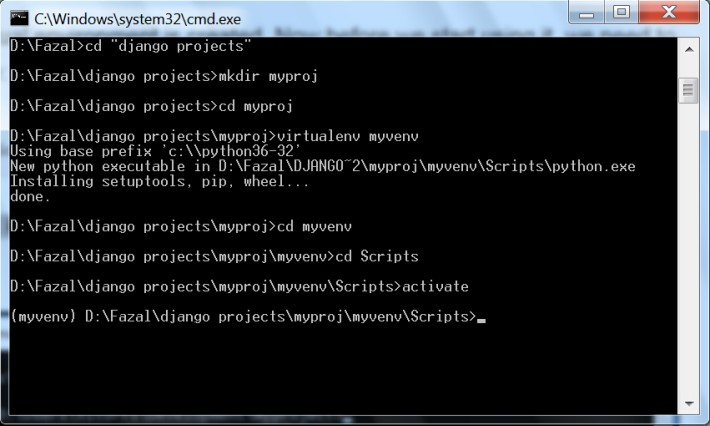 C:\Windows\system32\cmd.exe
D:\Fazal>cd "django projects"
D:\Fazal\django projects>mkdir myproj
D:\Fazal\django projects>cd myproj
D:\Fazal\django projects\myproj>virtualenv myvenv
Using base prefix 'c:\\python36-32'
New python executable in D:\Fazal\DJANGO~2\myproj\myvenv\Scripts\python.exe
Installing setuptools, pip, wheel...
done.
D:\Fazal\django projects\myproj>cd myvenv
D:\Fazal\django projects\myproj\myvenv>cd Scripts
D:\Fazal\django projects\myproj\myvenv\Scripts>activate
(myvenv) D:\Fazal\django projects\myproj\myvenv\Scripts>